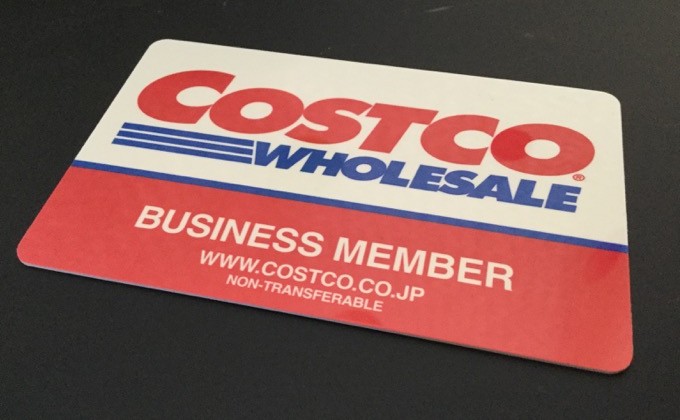 COSTCO®
WHOLESALE
BUSINESS MEMBER
WWW.COSTCO.CO.JP
NON-TRANSFERABLE